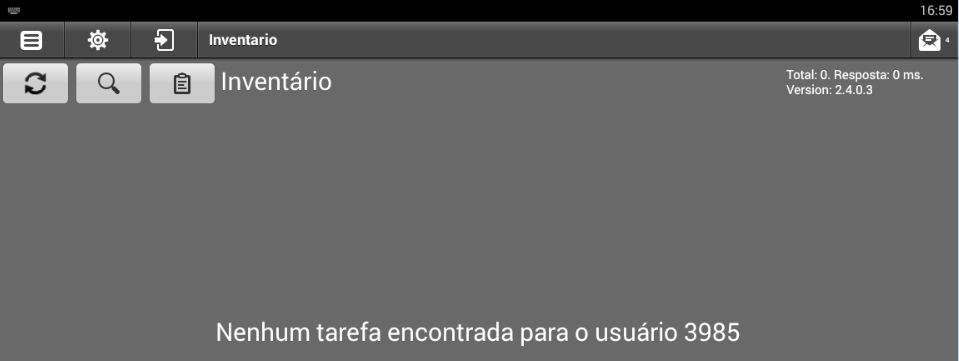 16:59
Inventario
4
Inventário
Total: 0. Resposta: 0 ms.
Version: 2.4.0.3
Nenhum tarefa encontrada para o usuário 3985